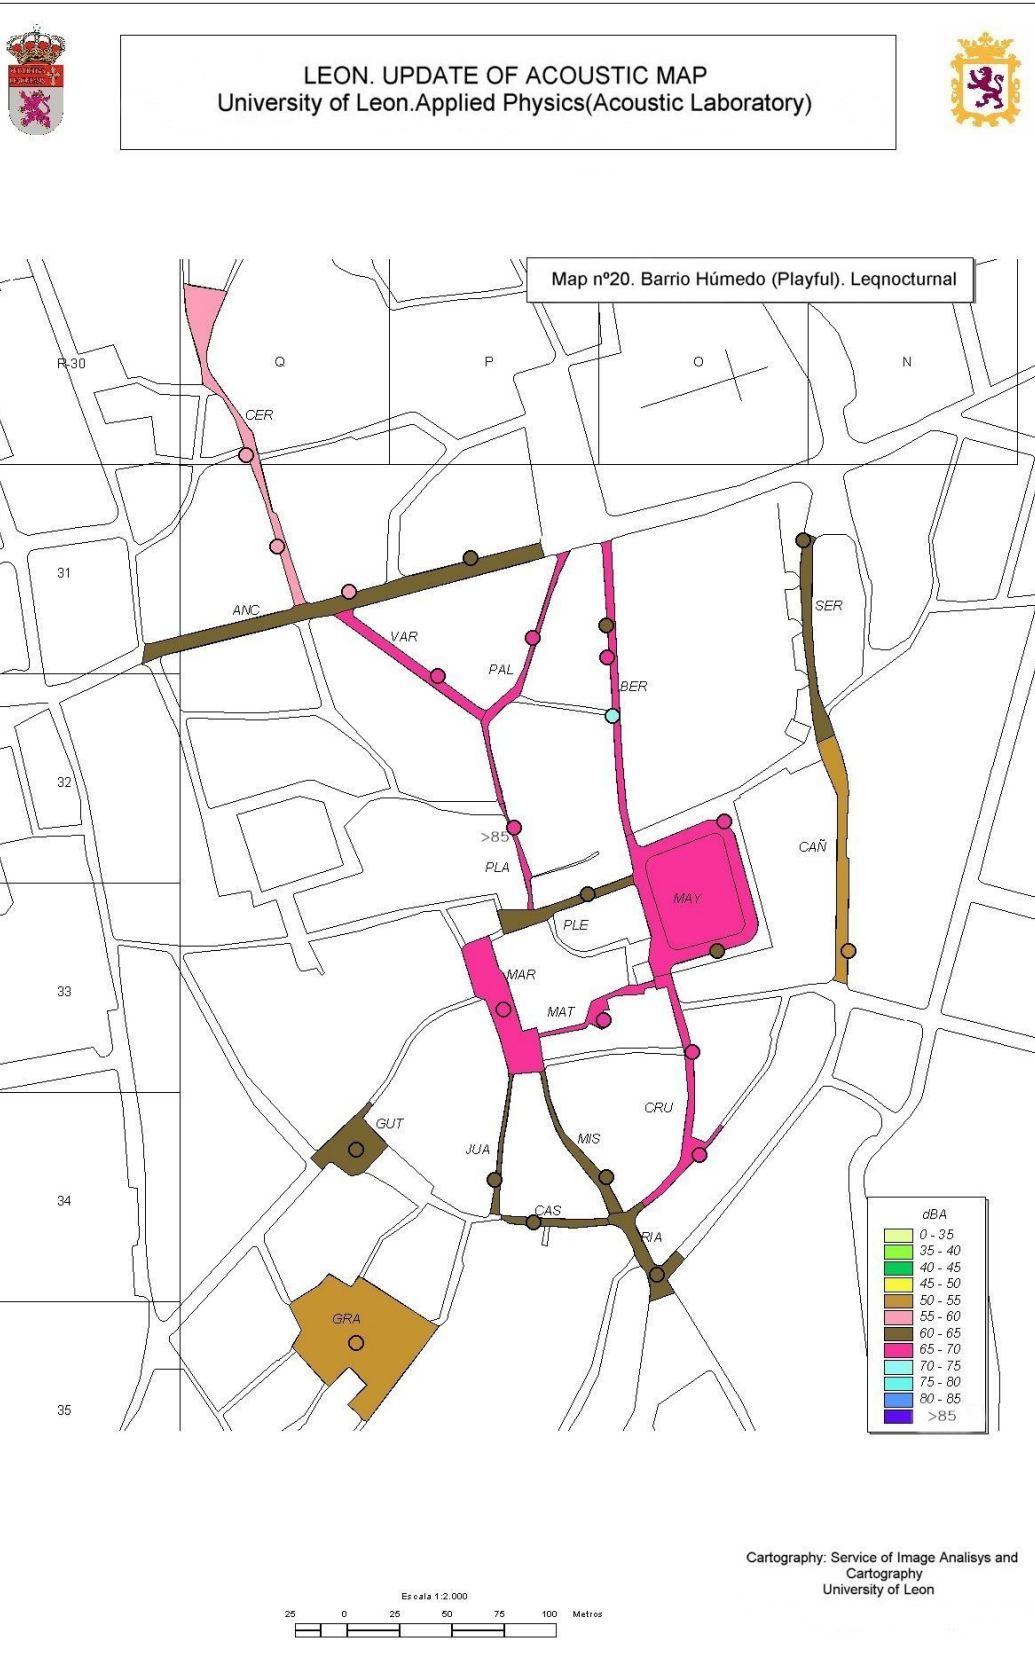 LEON. UPDATE OF ACOUSTIC MAP
University of Leon.Applied Physics(Acoustic Laboratory)
Map nº20. Barrio Húmedo (Playful). Leqnocturnal
R-30
Q
P
O
N
CER
31
ANC
VAR
PAL
BER
SER
32
>85
PLA
CAÑ
MAY
PLE
MAR
33
MAT
CRU
GUT
JUA
MIS
34
CAS
RIA
GRA
35
dBA
0 - 35
35 - 40
40 - 45
45 - 50
50 - 55
55 - 60
60 - 65
65 - 70
70 - 75
75 - 80
80 - 85
>85
Cartography: Service of Image Analisys and
Cartography
University of Leon
Escala 1:2.000
25 0 25 50 75 100 Metros